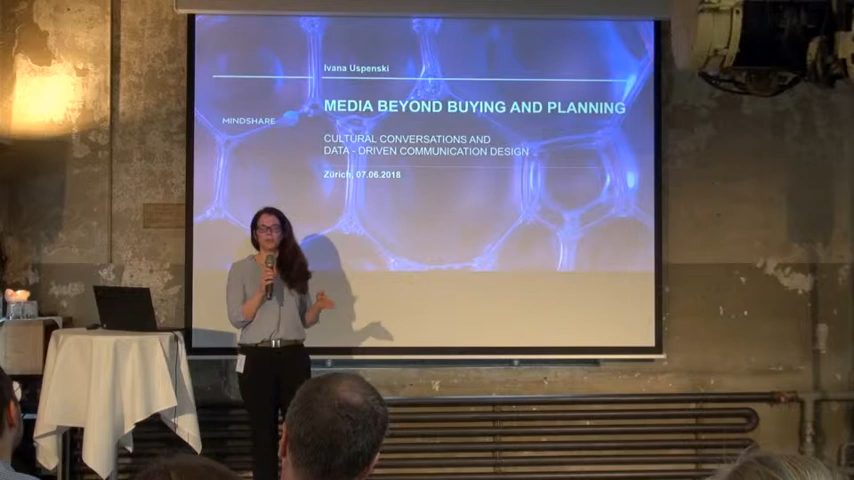 Ivana Uspenski
MEDIA BEYOND BUYING AND PLANNING
MINDSHARE
CULTURAL CONVERSATIONS AND
DATA - DRIVEN COMMUNICATION DESIGN
Zürich, 07.06.2018